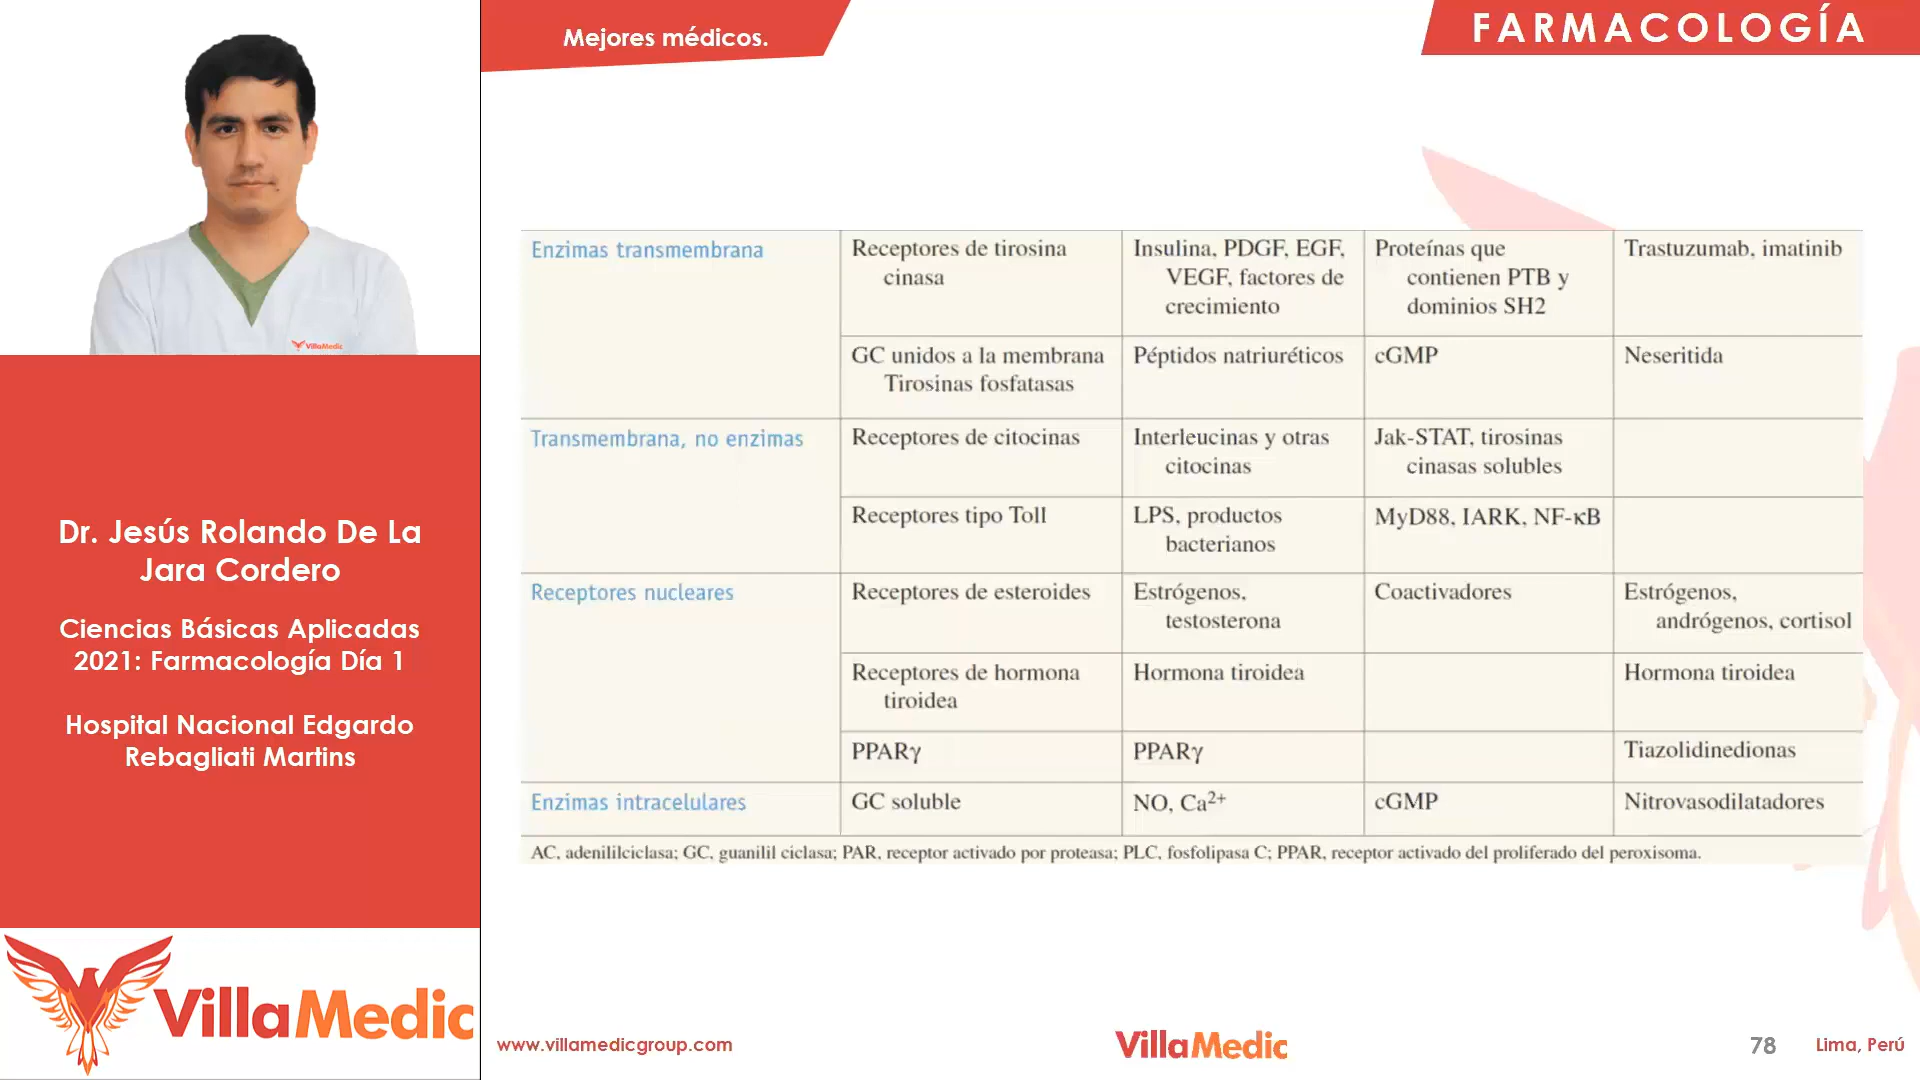 Mejores médicos.
FARMACOLOGÍA
VillaMedic
Dr. Jesús Rolando De La
Jara Cordero
Ciencias Básicas Aplicadas
2021: Farmacología Día 1
Hospital Nacional Edgardo
Rebagliati Martins
VillaMedic
Enzimas transmembrana
Receptores de tirosina
cinasa
Insulina, PDGF, EGF,
VEGF, factores de
crecimiento
Proteínas que
contienen PTB y
dominios SH2
Trastuzumab, imatinib
GC unidos a la membrana
Tirosinas fosfatasas
Péptidos natriuréticos
cGMP
Neseritida
Transmembrana, no enzimas
Receptores de citocinas
Interleucinas y otras
citocinas
Jak-STAT, tirosinas
cinasas solubles
Receptores tipo Toll
LPS, productos
bacterianos
MyD88, IARK, NF-κB
Receptores nucleares
Receptores de esteroides
Estrógenos,
testosterona
Coactivadores
Estrógenos,
andrógenos, cortisol
Receptores de hormona
tiroidea
Hormona tiroidea
Hormona tiroidea
PPARγ
PPARγ
Tiazolidinedionas
Enzimas intracelulares
GC soluble
NO, Ca²⁺
cGMP
Nitrovasodilatadores
AC, adenililciclasa; GC, guanilil ciclasa; PAR, receptor activado por proteasa; PLC, fosfolipasa C; PPAR, receptor activado del proliferado del peroxisoma.
www.villamedicgroup.com
VillaMedic
78
Lima, Perú